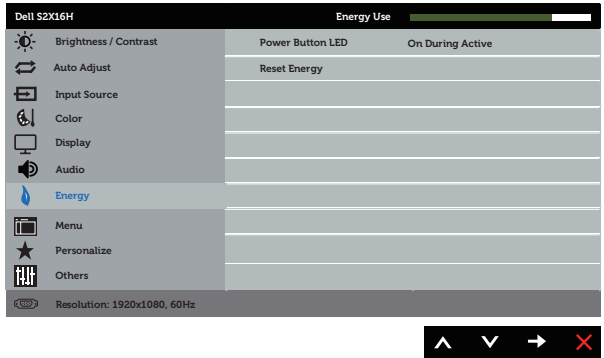 Dell S2X16H Energy Use
Brightness / Contrast Power Button LED On During Active
Auto Adjust Reset Energy
Input Source
Color
Display
Audio
Energy
Menu
Personalize
Others
Resolution: 1920x1080, 60Hz